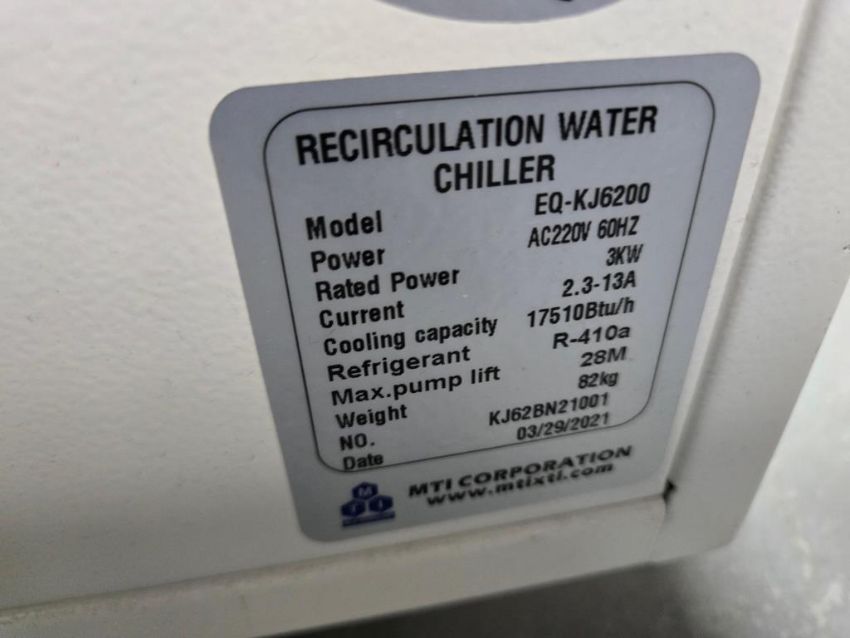 RECIRCULATION WATER
CHILLER
Model EQ-KJ6200
Power AC220V 60HZ
Rated Power 3KW
Current 2.3-13A
Cooling capacity 17510Btu/h
Refrigerant R-410a
Max.pump lift 28M
Weight 82kg
NO. KJ62BN21001
Date 03/29/2021
M
T I
MTI CORPORATION
www.mtixtl.com